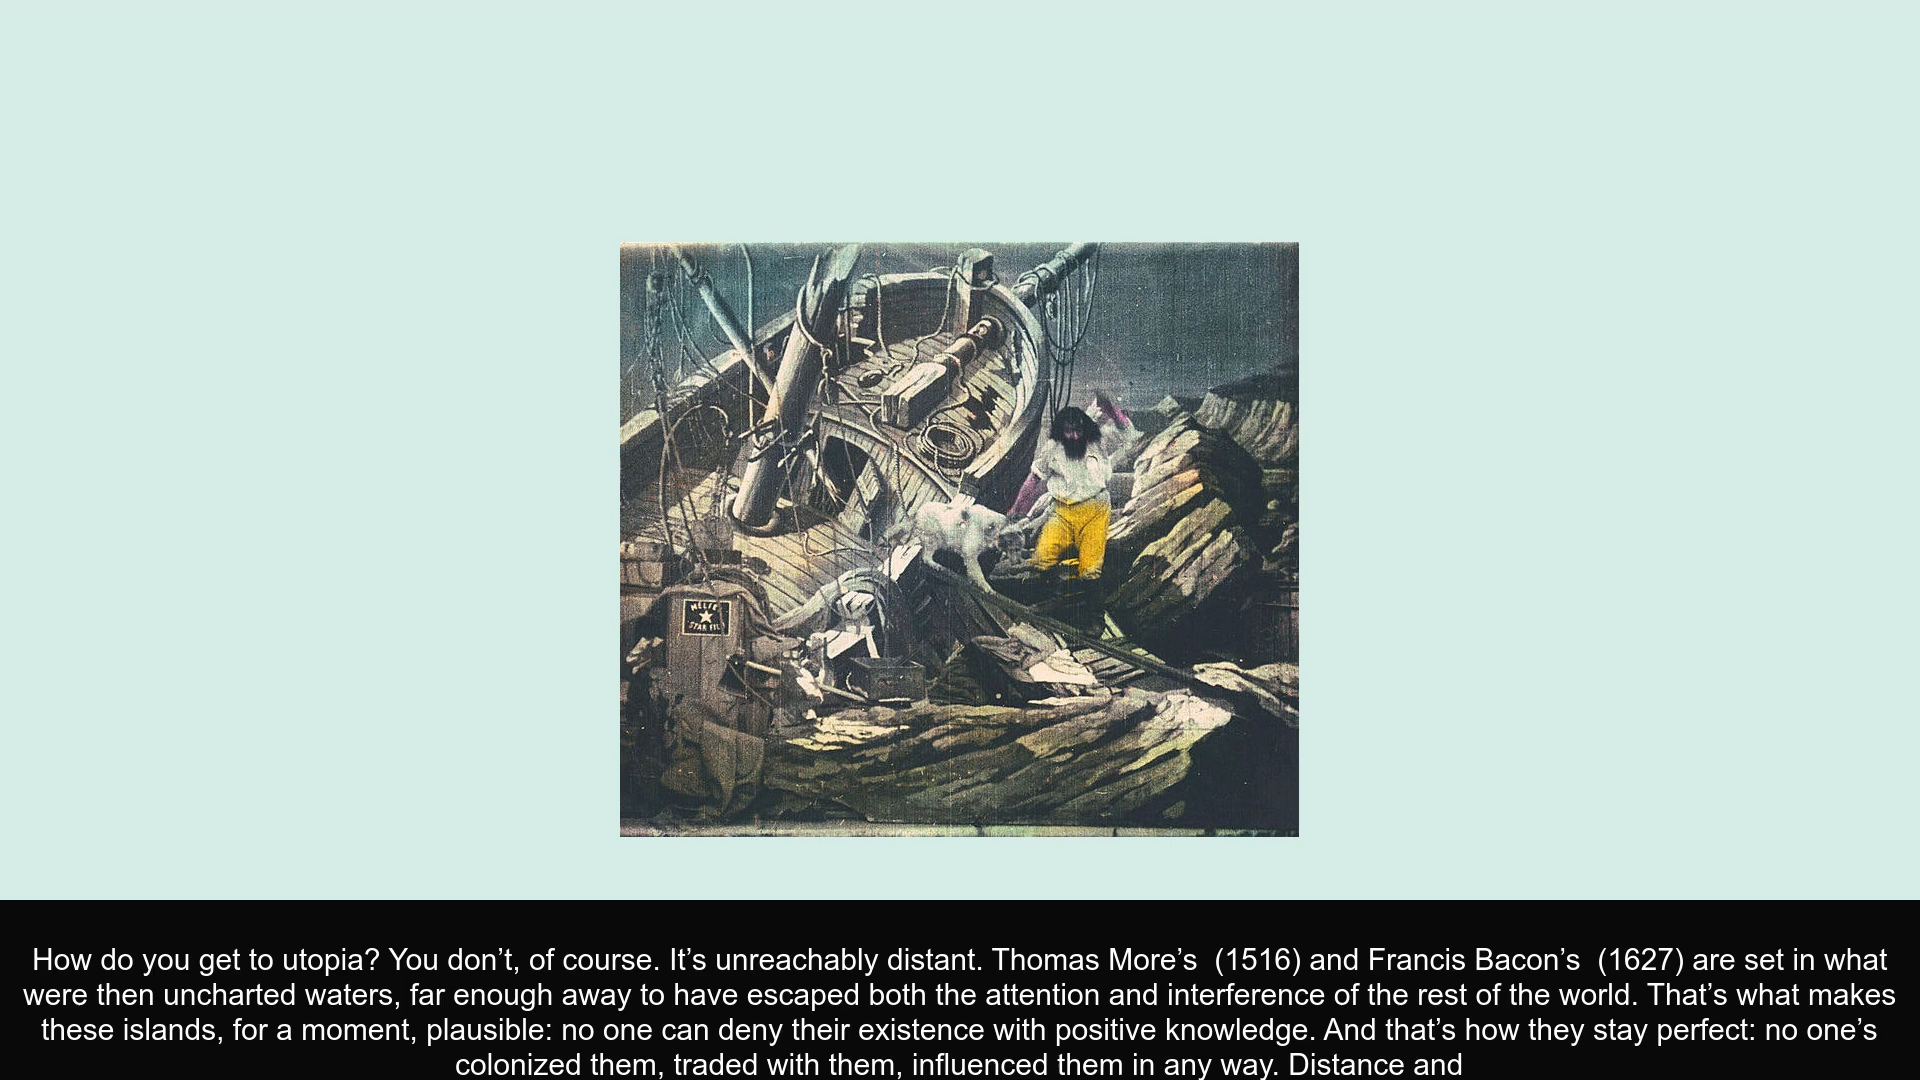 MELIE
STAR FIL
How do you get to utopia? You don’t, of course. It’s unreachably distant. Thomas More’s  (1516) and Francis Bacon’s  (1627) are set in what
were then uncharted waters, far enough away to have escaped both the attention and interference of the rest of the world. That’s what makes
these islands, for a moment, plausible: no one can deny their existence with positive knowledge. And that’s how they stay perfect: no one’s
colonized them, traded with them, influenced them in any way. Distance and